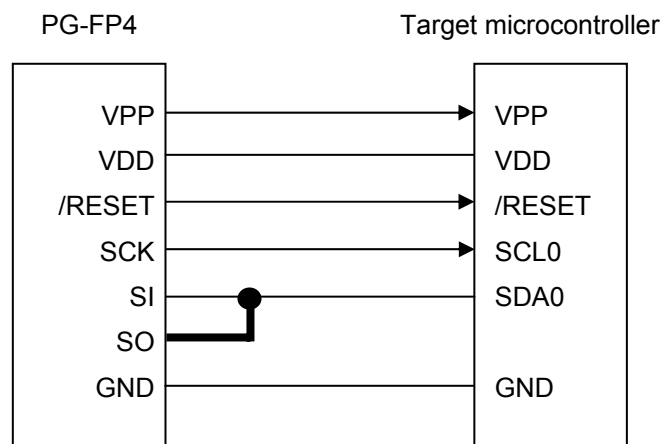 PG-FP4 Target microcontroller
VPP VPP
VDD VDD
/RESET /RESET
SCK SCL0
SI SDA0
SO
GND GND